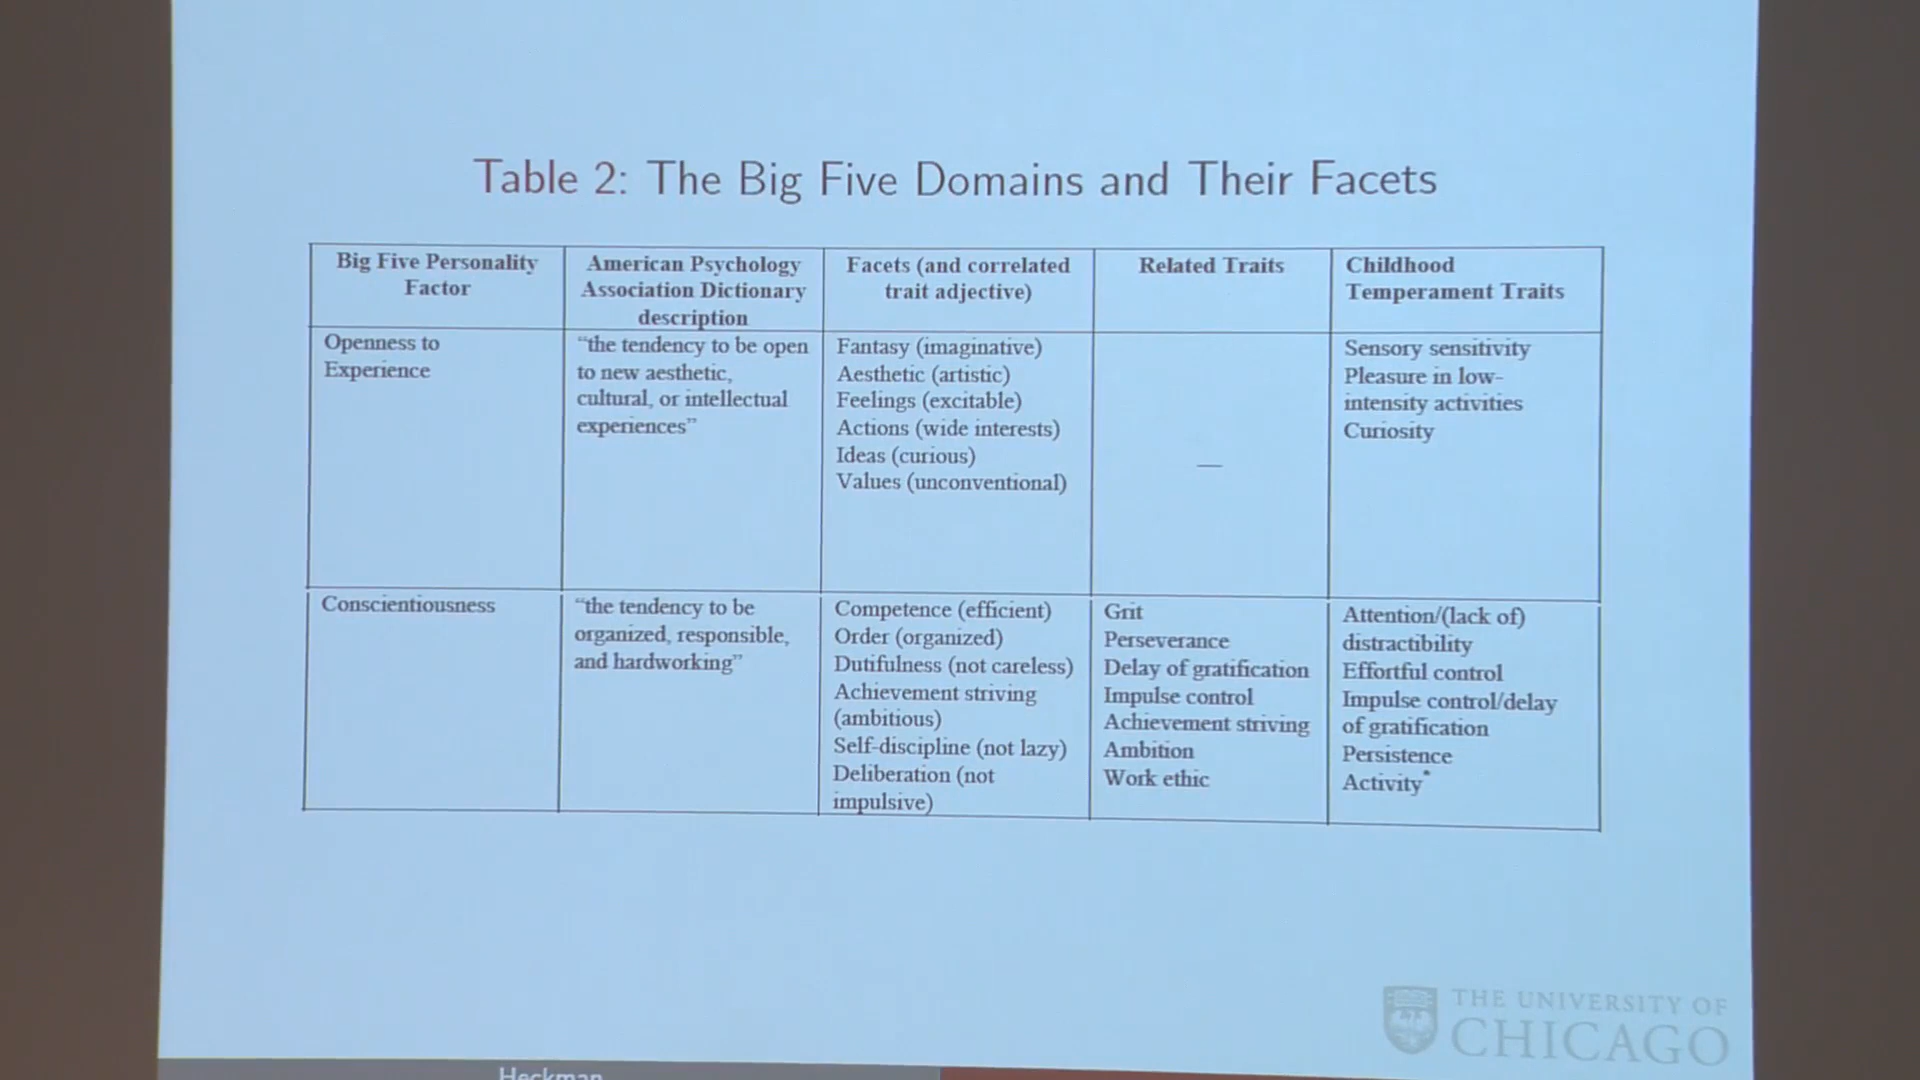 Table 2: The Big Five Domains and Their Facets
Big Five Personality
Factor
American Psychology
Association Dictionary
description
Facets (and correlated
trait adjective)
Related Traits
Childhood
Temperament Traits
Openness to
Experience
“the tendency to be open
to new aesthetic,
cultural, or intellectual
experiences”
Fantasy (imaginative)
Aesthetic (artistic)
Feelings (excitable)
Actions (wide interests)
Ideas (curious)
Values (unconventional)
—
Sensory sensitivity
Pleasure in low-
intensity activities
Curiosity
Conscientiousness
“the tendency to be
organized, responsible,
and hardworking”
Competence (efficient)
Order (organized)
Dutifulness (not careless)
Achievement striving
(ambitious)
Self-discipline (not lazy)
Deliberation (not
impulsive)
Grit
Perseverance
Delay of gratification
Impulse control
Achievement striving
Ambition
Work ethic
Attention/(lack of)
distractibility
Effortful control
Impulse control/delay
of gratification
Persistence
Activity*
THE UNIVERSITY OF
CHICAGO
Heckman